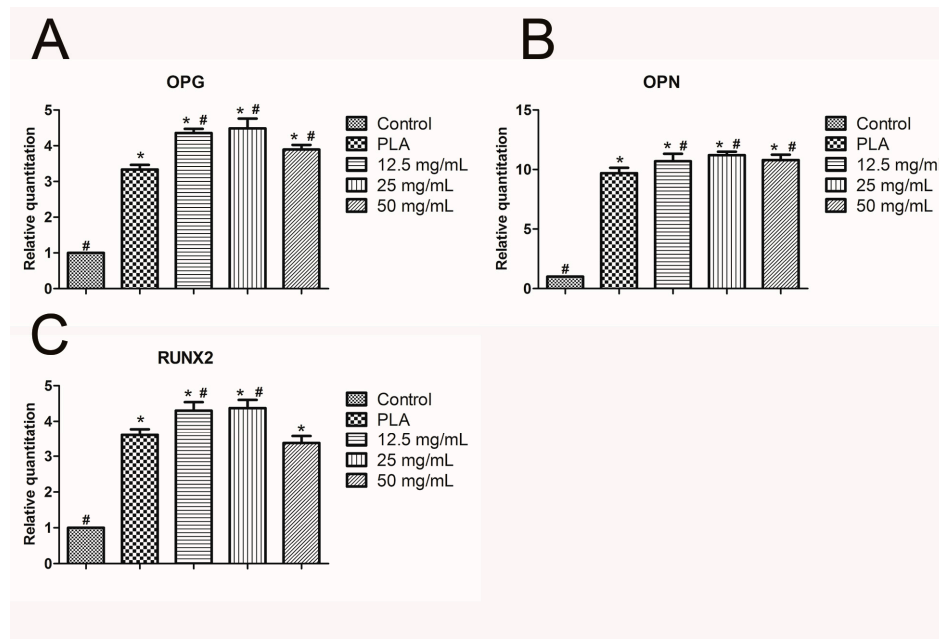 A
OPG
Relative quantitation
5
4
3
2
1
0
#
*
* #
* #
* #
Control
PLA
12.5 mg/mL
25 mg/mL
50 mg/mL
B
OPN
Relative quantitation
15
10
5
0
#
*
* #
* #
* #
Control
PLA
12.5 mg/m
25 mg/mL
50 mg/mL
C
RUNX2
Relative quantitation
5
4
3
2
1
0
#
*
* #
* #
*
Control
PLA
12.5 mg/mL
25 mg/mL
50 mg/mL